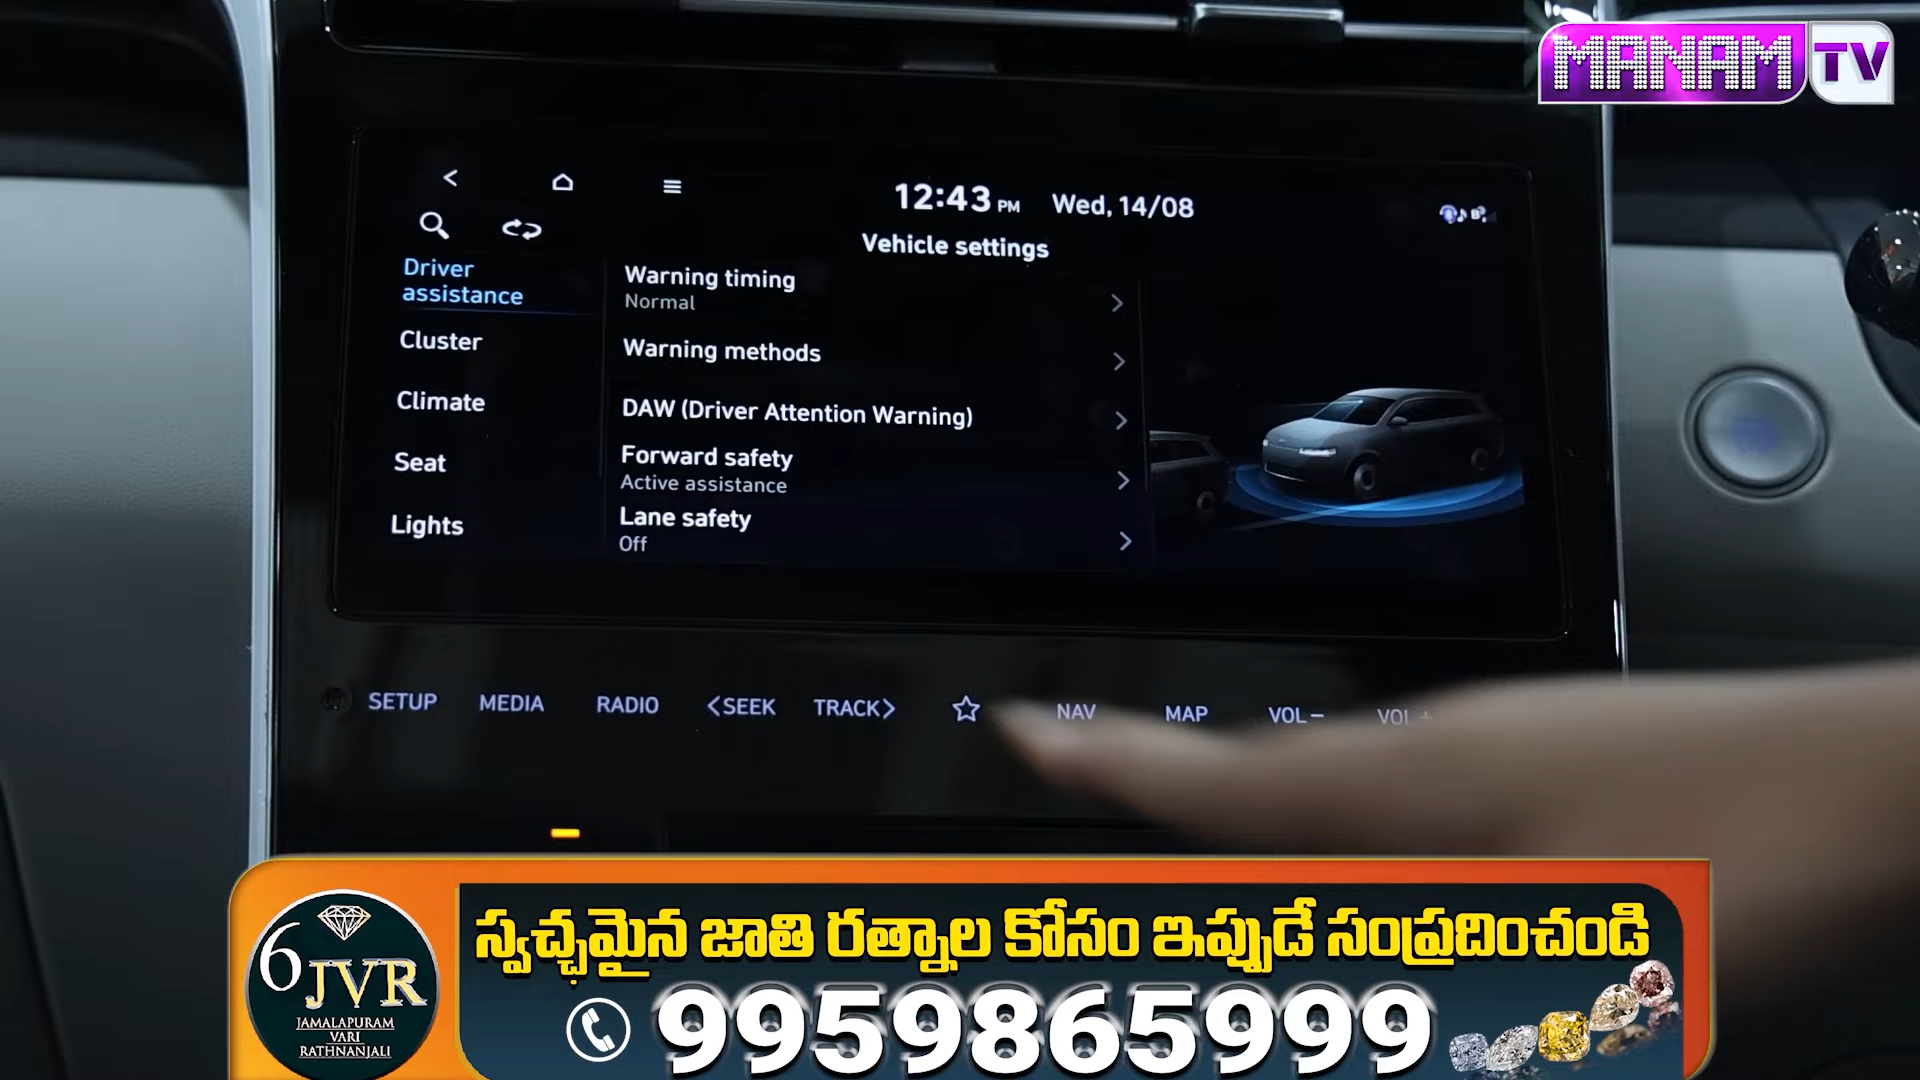 MANAM TV
12:43 PM Wed, 14/08
Vehicle settings
Driver
assistance
Cluster
Climate
Seat
Lights
Warning timing
Normal
Warning methods
DAW (Driver Attention Warning)
Forward safety
Active assistance
Lane safety
Off
SETUP MEDIA RADIO <SEEK TRACK> NAV MAP VOL− VOL +
6 JVR
JAMALAPURAM
VARI
RATHNANJALI
స్వచ్ఛమైన జాతి రత్నాల కోసం ఇప్పుడే సంప్రదించండి
9959865999